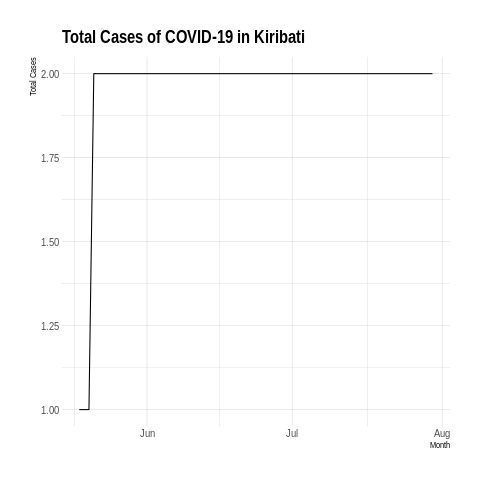 Total Cases of COVID-19 in Kiribati
Total Cases
2.00
1.75
1.50
1.25
1.00
Jun Jul Aug
Month